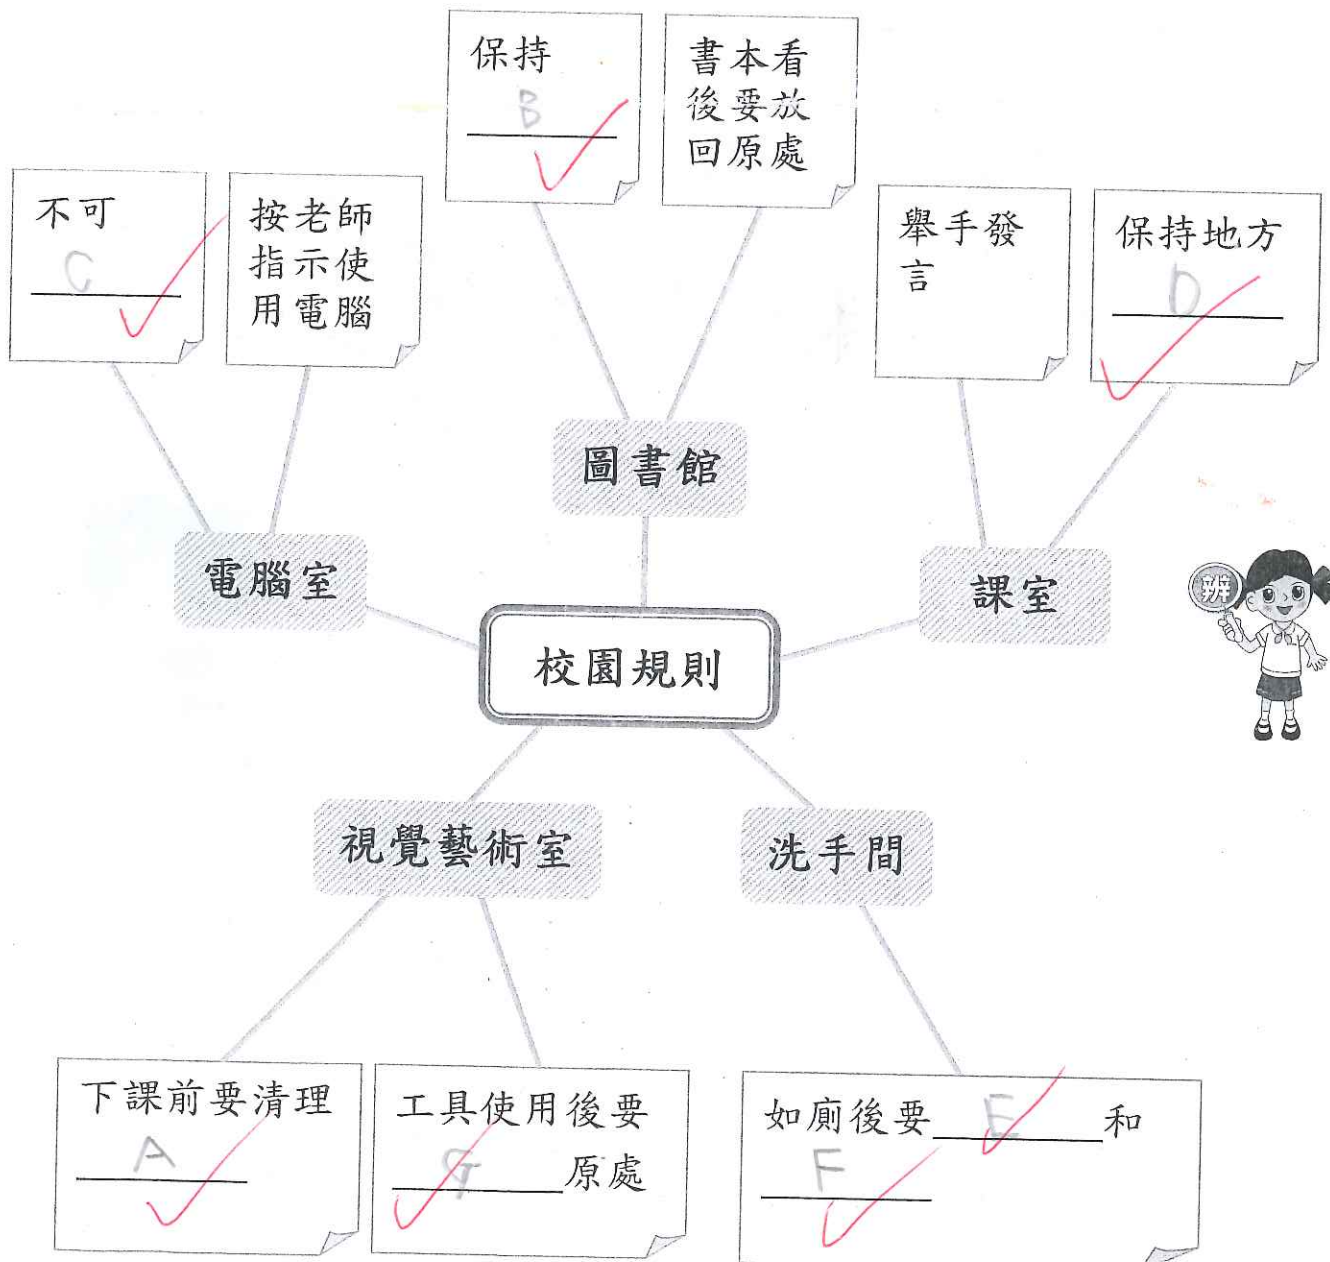 保持
B
書本看
後要放
回原處
不可
C
按老師
指示使
用電腦
舉手發
言
保持地方
D
圖書館
電腦室
課室
辨
校園規則
視覺藝術室
洗手間
下課前要清理
A
工具使用後要
G原處
如廁後要E和
F